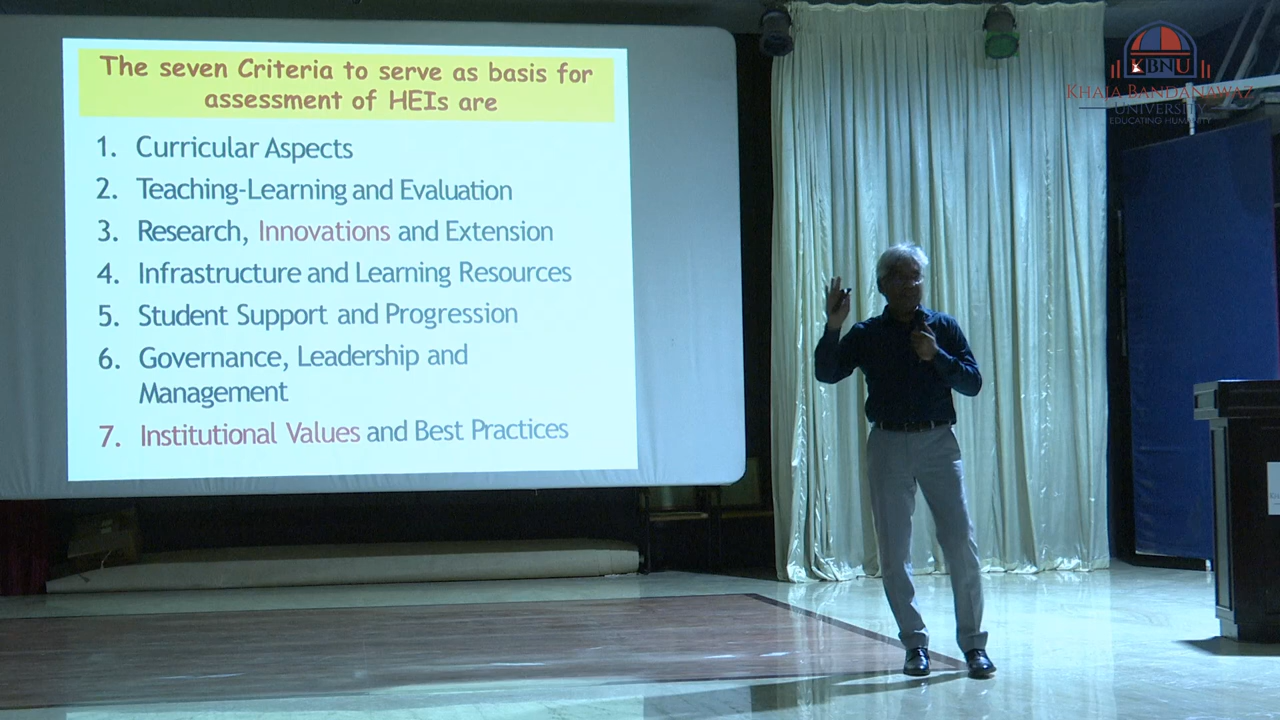 The seven Criteria to serve as basis for
assessment of HEIs are
1. Curricular Aspects
2. Teaching-Learning and Evaluation
3. Research, Innovations and Extension
4. Infrastructure and Learning Resources
5. Student Support and Progression
6. Governance, Leadership and
Management
7. Institutional Values and Best Practices
KBNU
KHAJA BANDANAWAZ
UNIVERSITY
EDUCATING HUMANITY